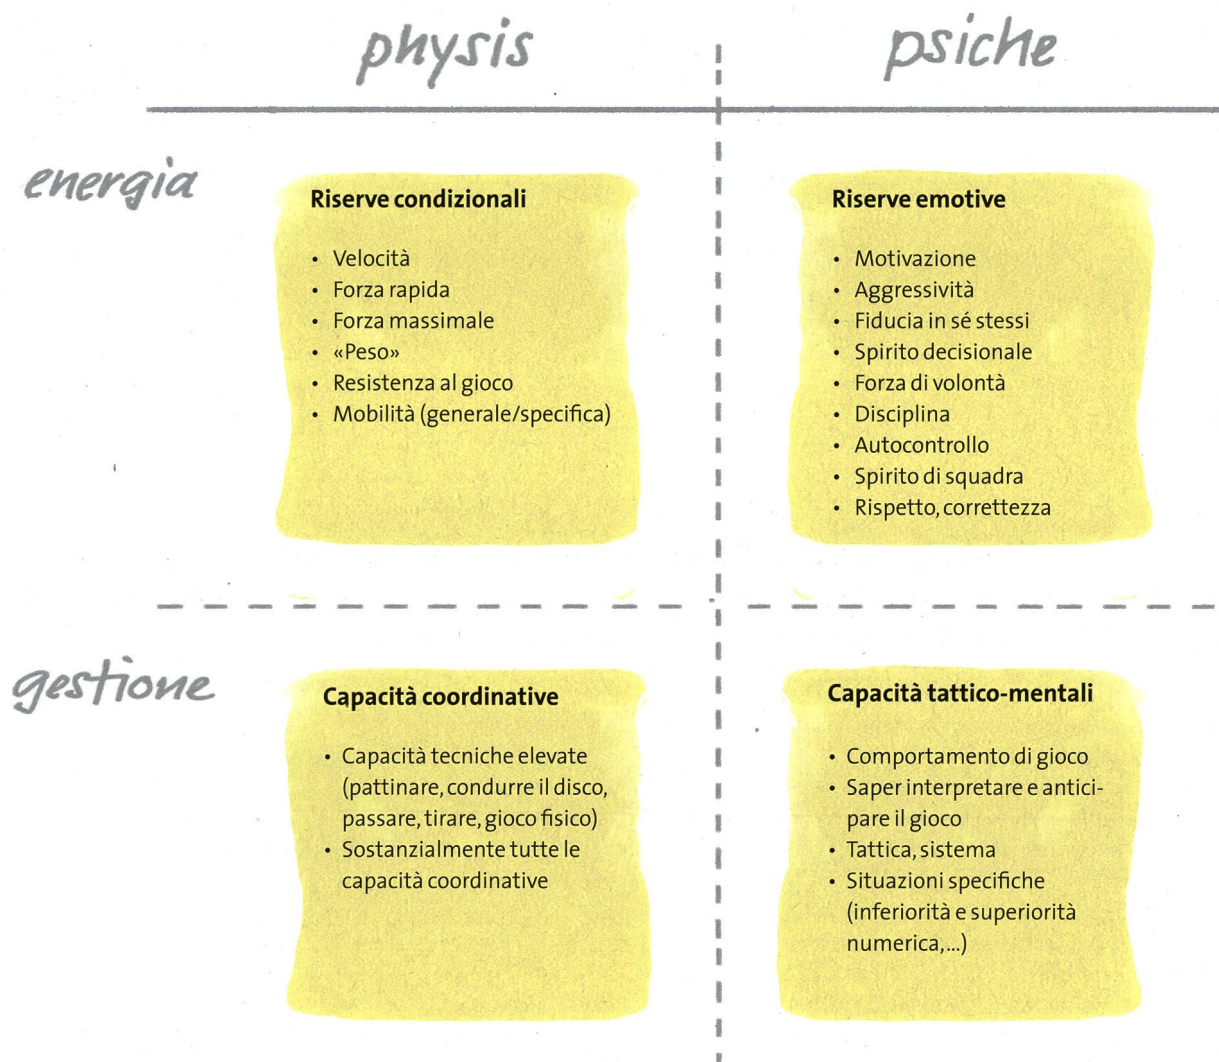 physis
psiche
energia
Riserve condizionali
• Velocità
• Forza rapida
• Forza massimale
• «Peso»
• Resistenza al gioco
• Mobilità (generale/specifica)
Riserve emotive
• Motivazione
• Aggressività
• Fiducia in sé stessi
• Spirito decisionale
• Forza di volontà
• Disciplina
• Autocontrollo
• Spirito di squadra
• Rispetto, correttezza
gestione
Capacità coordinative
• Capacità tecniche elevate
(pattinare, condurre il disco,
passare, tirare, gioco fisico)
• Sostanzialmente tutte le
capacità coordinative
Capacità tattico-mentali
• Comportamento di gioco
• Saper interpretare e antici-
pare il gioco
• Tattica, sistema
• Situazioni specifiche
(inferiorità e superiorità
numerica,...)